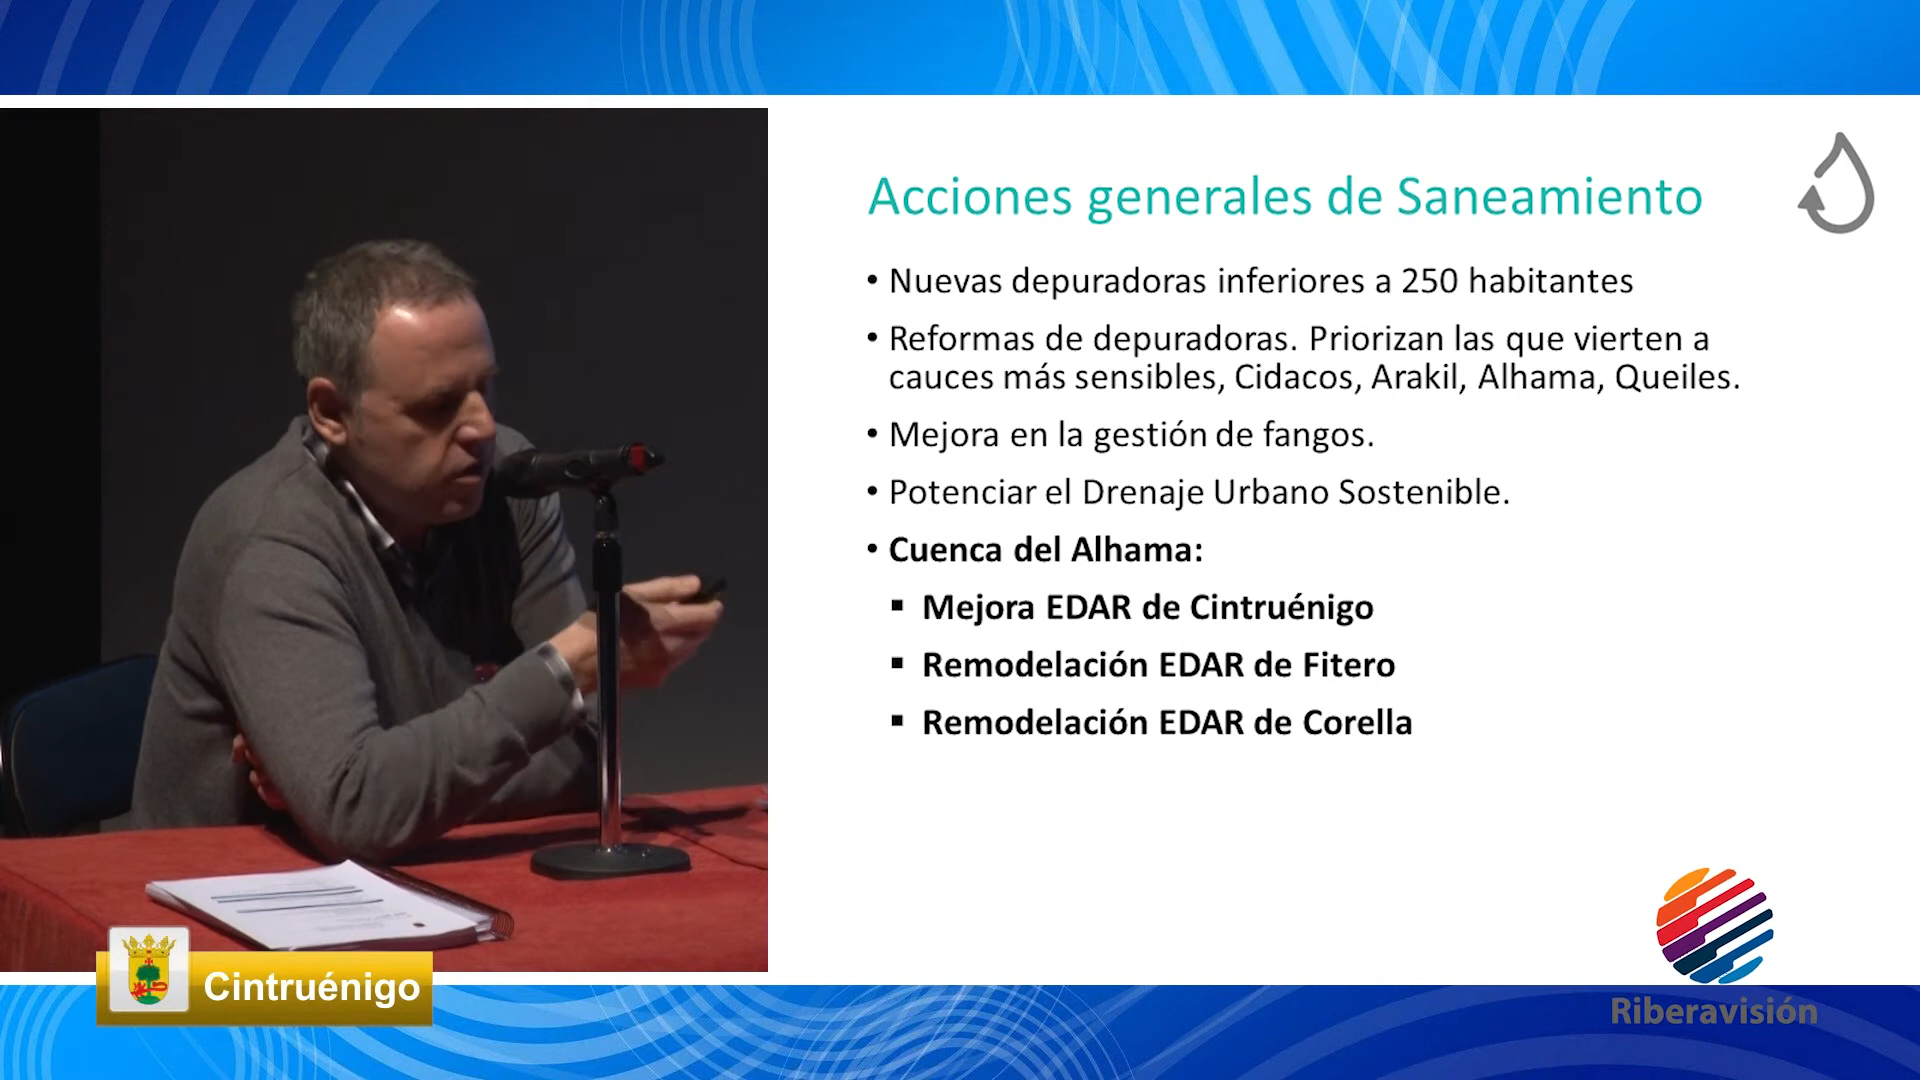 Acciones generales de Saneamiento
• Nuevas depuradoras inferiores a 250 habitantes
• Reformas de depuradoras. Priorizan las que vierten a
cauces más sensibles, Cidacos, Arakil, Alhama, Queiles.
• Mejora en la gestión de fangos.
• Potenciar el Drenaje Urbano Sostenible.
• Cuenca del Alhama:
▪ Mejora EDAR de Cintruénigo
▪ Remodelación EDAR de Fitero
▪ Remodelación EDAR de Corella
Cintruénigo
Riberavisión